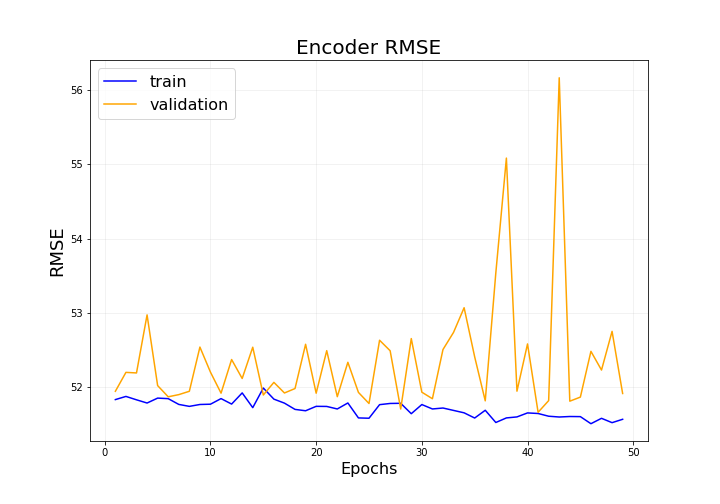 Encoder RMSE
train
validation
RMSE
56
55
54
53
52
0 10 20 30 40 50
Epochs